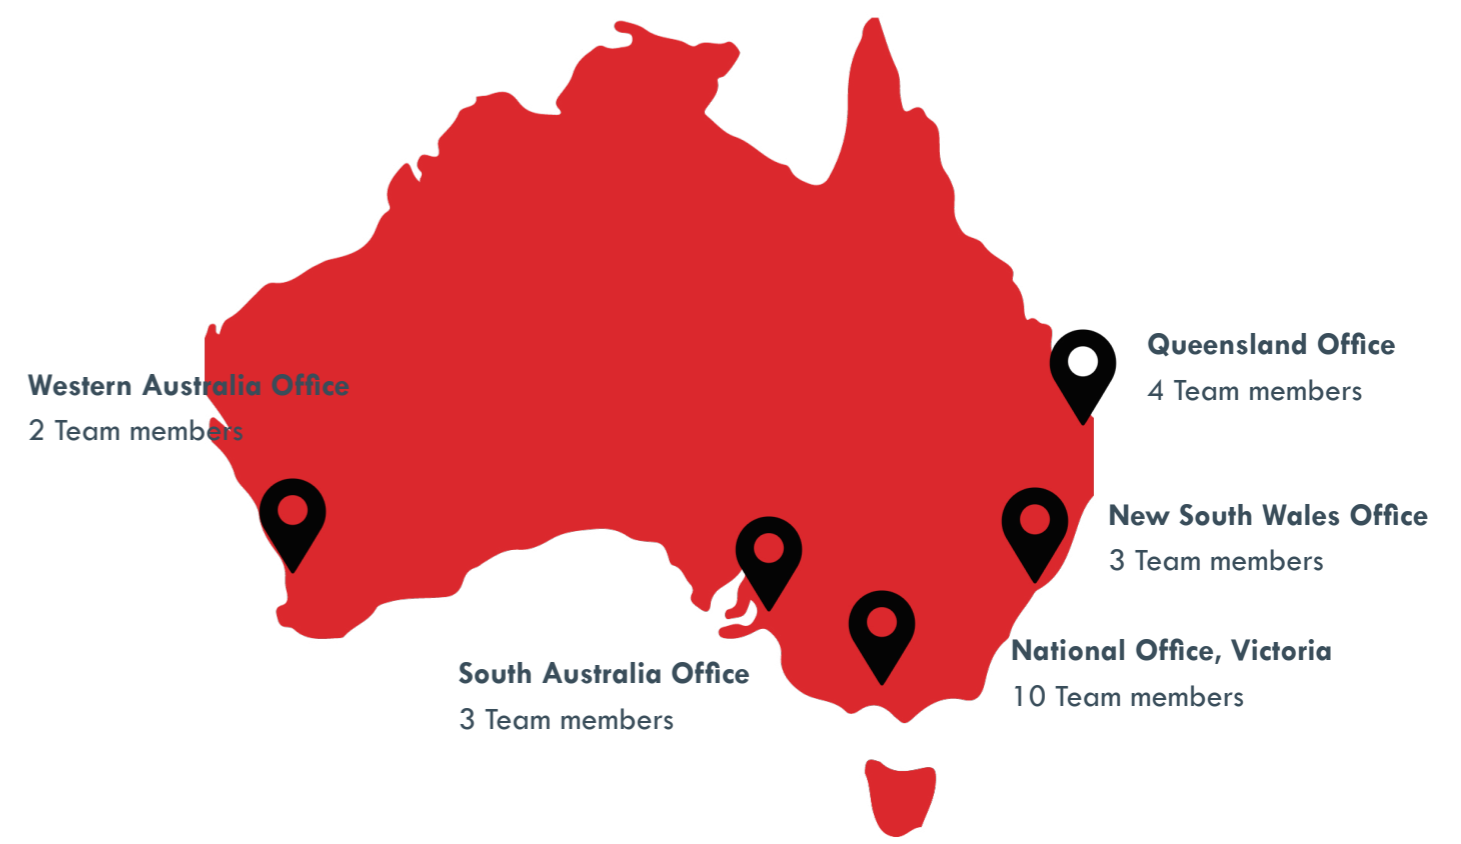 Queensland Office
4 Team members
Western Australia Office
2 Team members
New South Wales Office
3 Team members
National Office, Victoria
10 Team members
South Australia Office
3 Team members